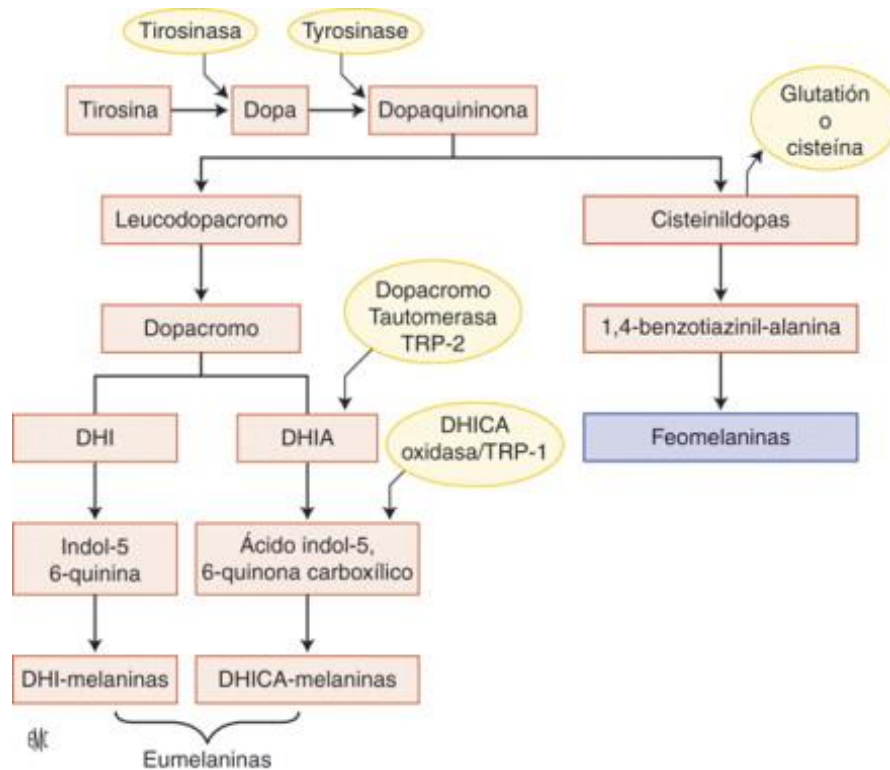 Tirosinasa
Tyrosinase
Tirosina
Dopa
Dopaquininona
Glutatión
o
cisteína
Leucodopacromo
Cisteinildopas
Dopacromo
Tautomerasa
TRP-2
Dopacromo
1,4-benzotiazinil-alanina
DHI
DHIA
DHICA
oxidasa/TRP-1
Feomelaninas
Indol-5
6-quinina
Ácido indol-5,
6-quinona carboxílico
DHI-melaninas
DHICA-melaninas
EMC
Eumelaninas